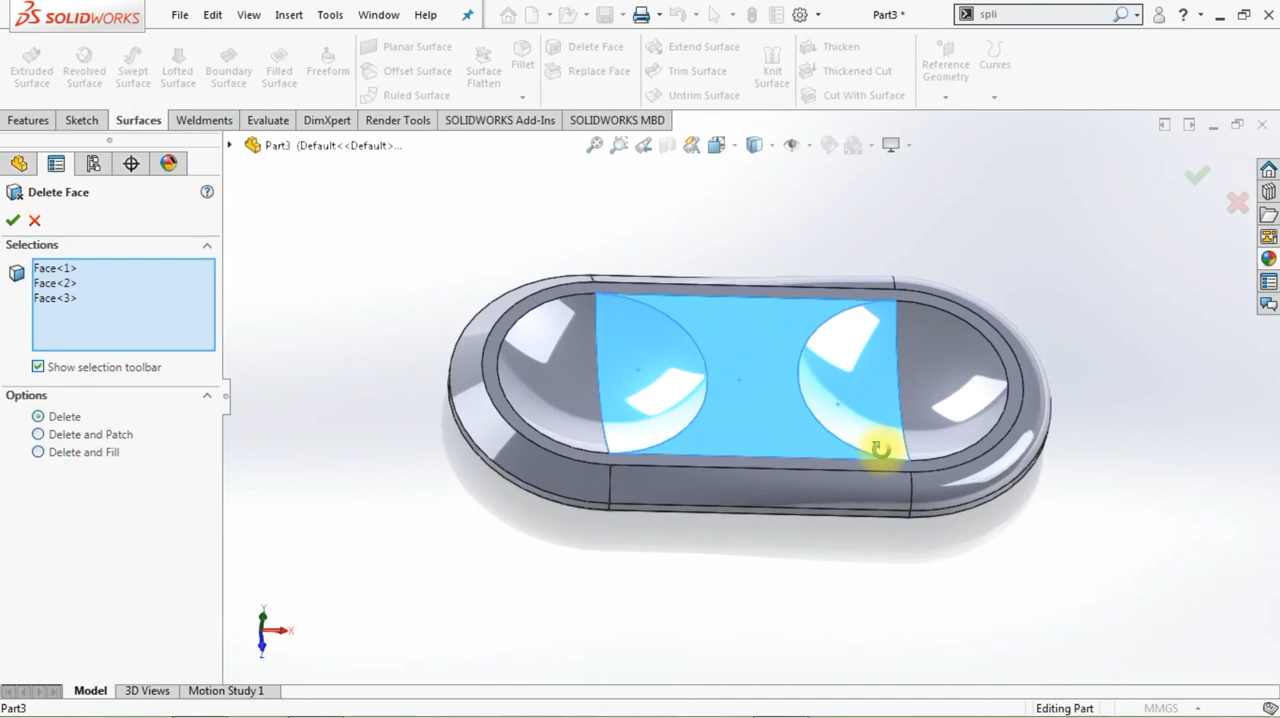 SOLIDWORKS
File Edit View Insert Tools Window Help
Part3 *
spli
Extruded Surface
Revolved Surface
Swept Surface
Lofted Surface
Boundary Surface
Filled Surface
Freeform
Planar Surface
Offset Surface
Ruled Surface
Surface Flatten
Fillet
Delete Face
Replace Face
Extend Surface
Trim Surface
Untrim Surface
Knit Surface
Thicken
Thickened Cut
Cut With Surface
Reference Geometry
Curves
Features Sketch Surfaces Weldments Evaluate DimXpert Render Tools SOLIDWORKS Add-Ins SOLIDWORKS MBD
Part3 (Default<<Default>...
Delete Face
Selections
Face<1>
Face<2>
Face<3>
Show selection toolbar
Options
Delete
Delete and Patch
Delete and Fill
Y
X
Z
Model 3D Views Motion Study 1
Part3
Editing Part
MMGS